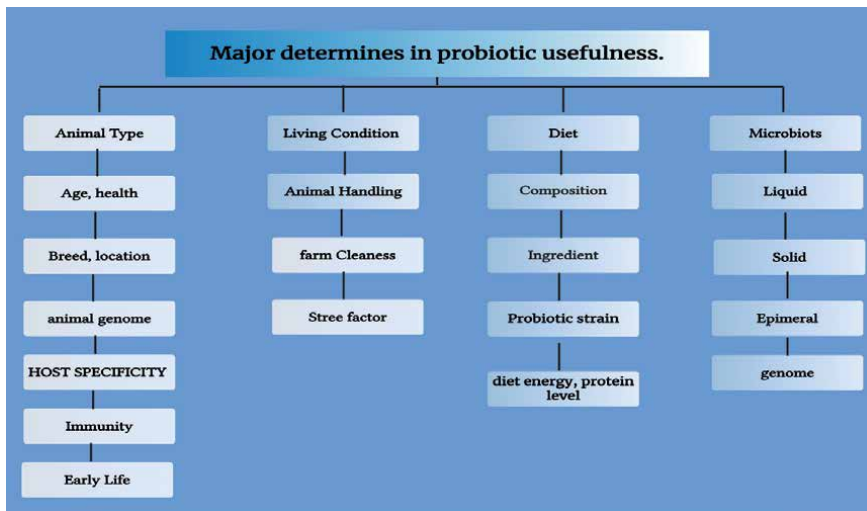 Major determines in probiotic usefulness.
Animal Type
Age, health
Breed, location
animal genome
HOST SPECIFICITY
Immunity
Early Life
Living Condition
Animal Handling
farm Cleaness
Stree factor
Diet
Composition
Ingredient
Probiotic strain
diet energy, protein
level
Microbiots
Liquid
Solid
Epimeral
genome